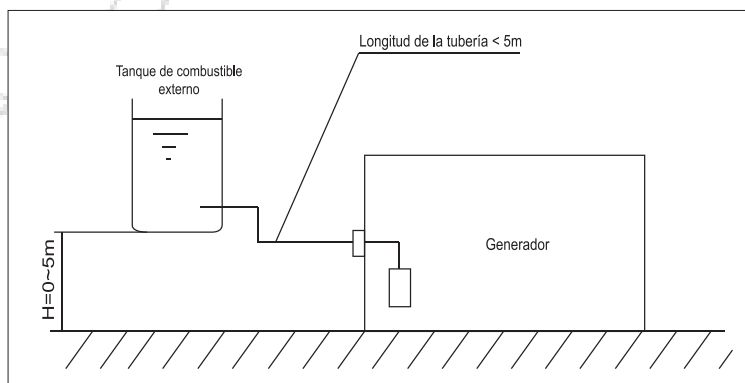 Longitud de la tubería < 5m
Tanque de combustible
externo
Generador
H=0~5m